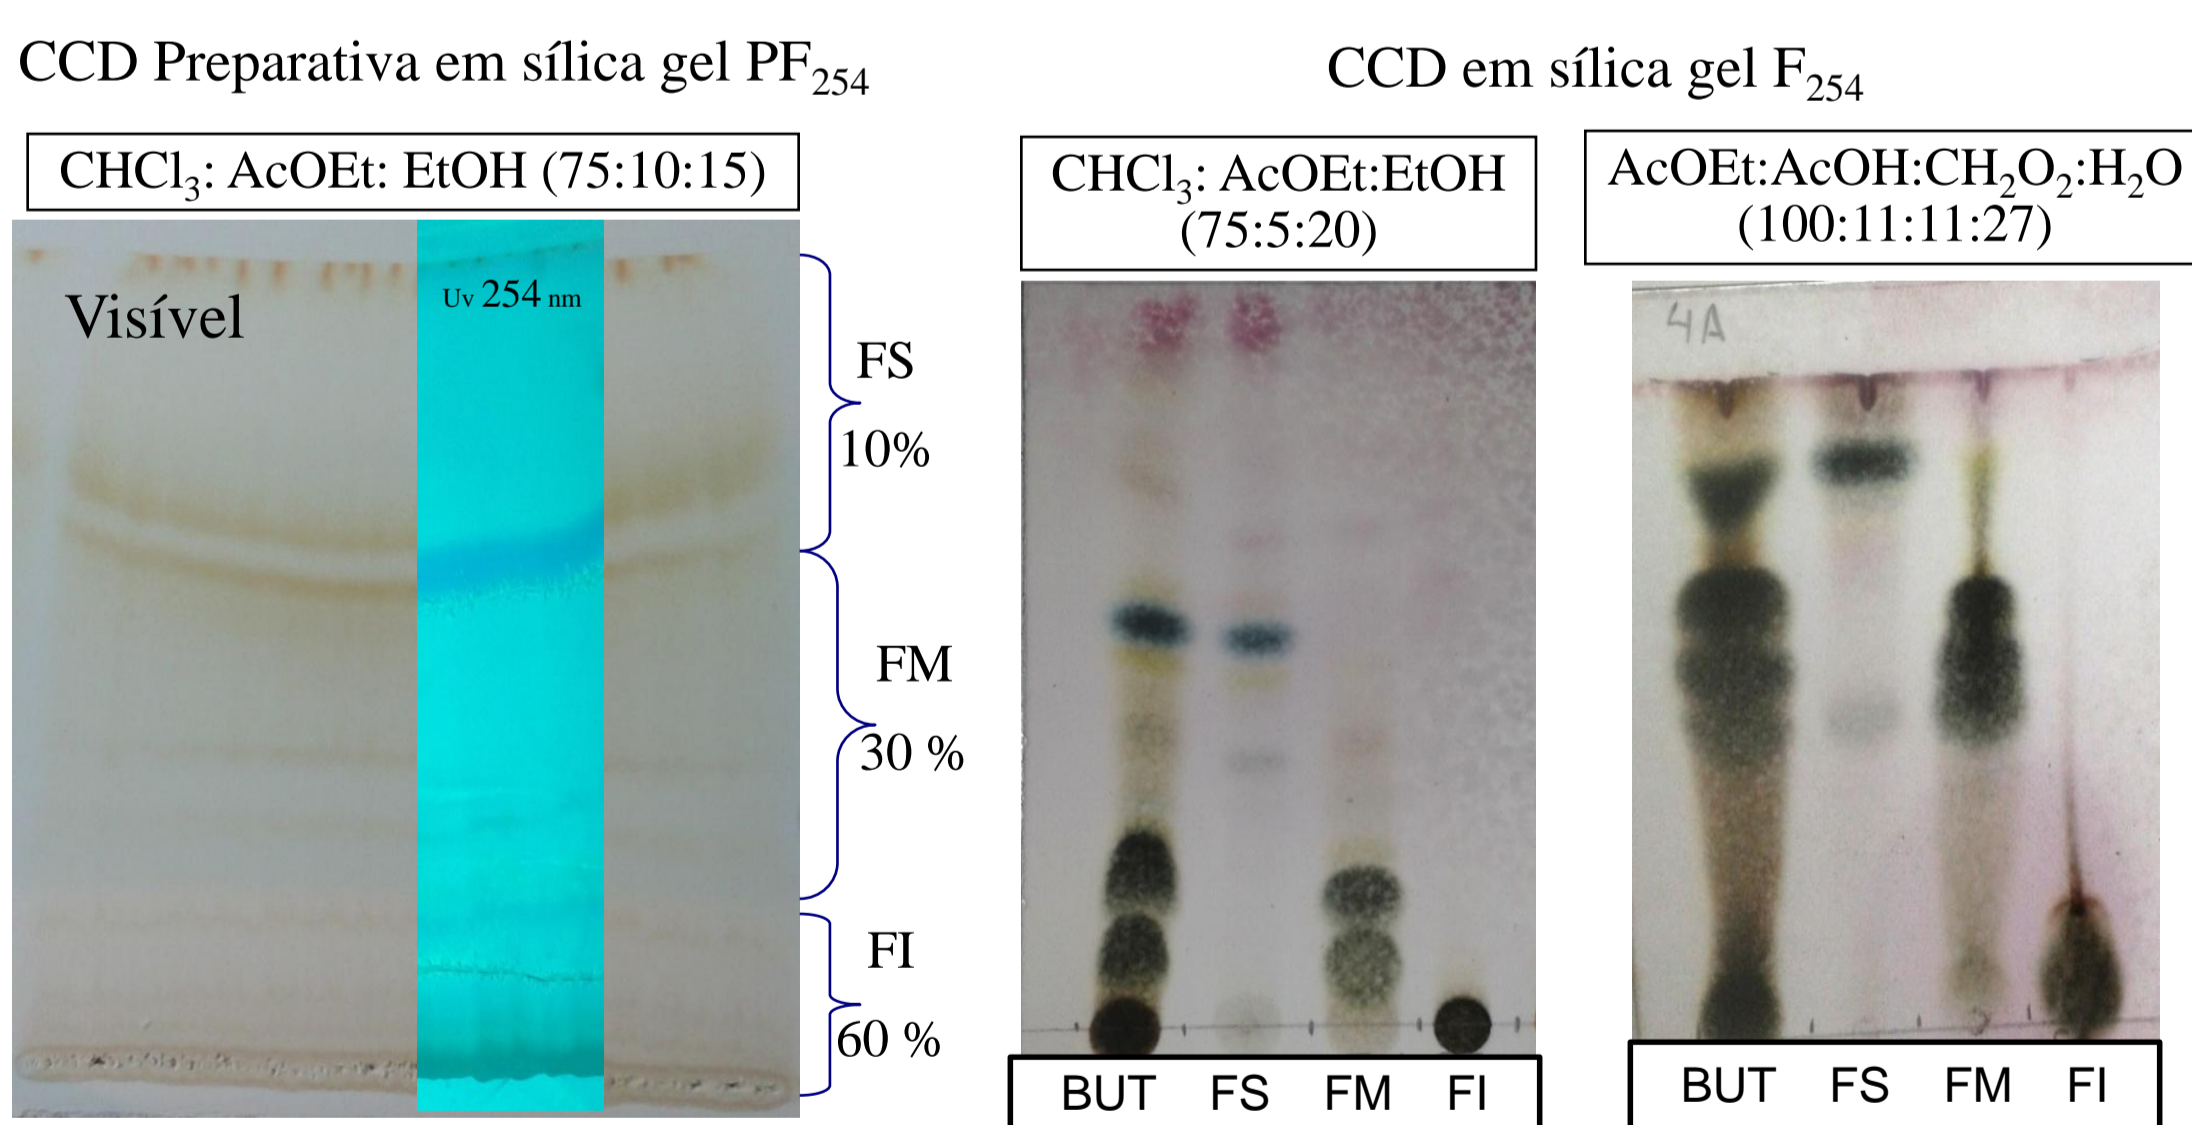 CCD Preparativa em sílica gel PF₂₅₄
CHCl₃: AcOEt: EtOH (75:10:15)
Visível
Uv 254 nm
FS
10%
FM
30 %
FI
60 %
CCD em sílica gel F₂₅₄
CHCl₃: AcOEt:EtOH
(75:5:20)
BUT FS FM FI
AcOEt:AcOH:CH₂O₂:H₂O
(100:11:11:27)
4A
BUT FS FM FI